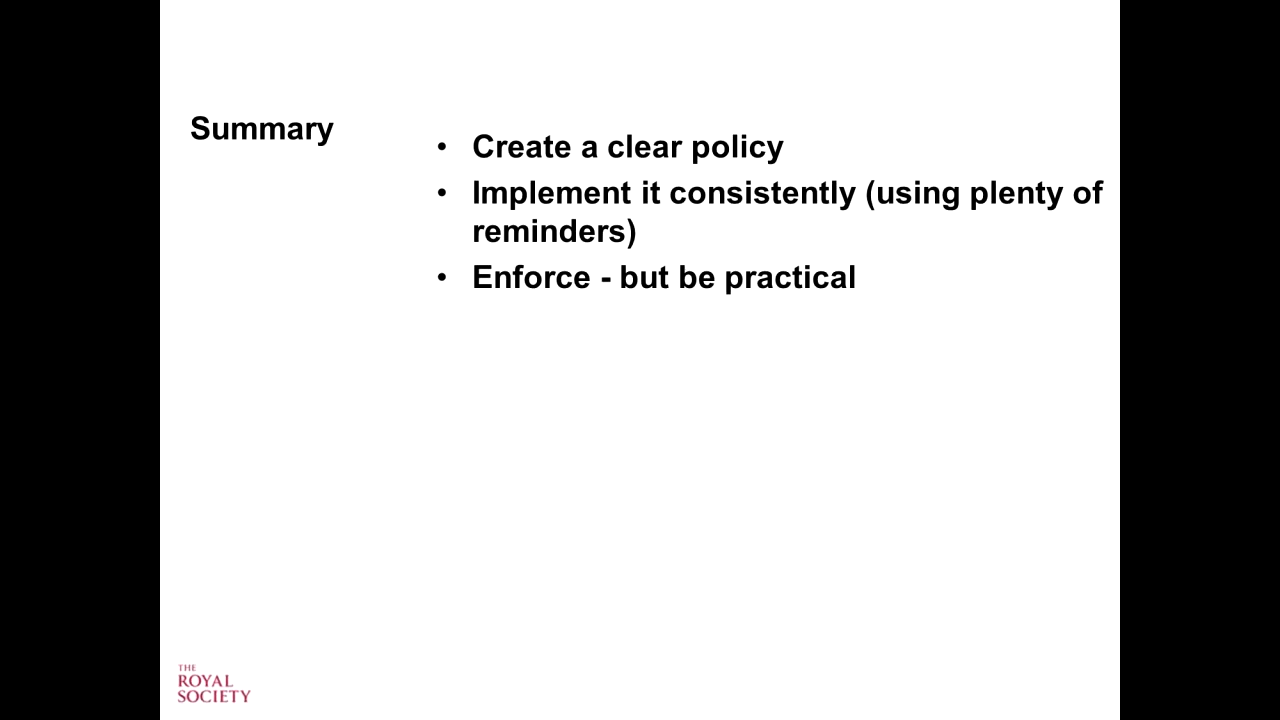 Summary
• Create a clear policy
• Implement it consistently (using plenty of
reminders)
• Enforce - but be practical
THE
ROYAL
SOCIETY